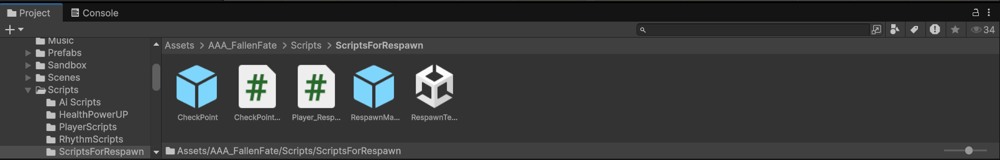 Project
Console
34
Music
Prefabs
Sandbox
Scenes
Scripts
Ai Scripts
HealthPowerUP
PlayerScripts
RhythmScripts
ScriptsForRespawn
Assets > AAA_FallenFate > Scripts > ScriptsForRespawn
CheckPoint
CheckPoint...
Player_Resp...
RespawnMa...
RespawnTe...
Assets/AAA_FallenFate/Scripts/ScriptsForRespawn